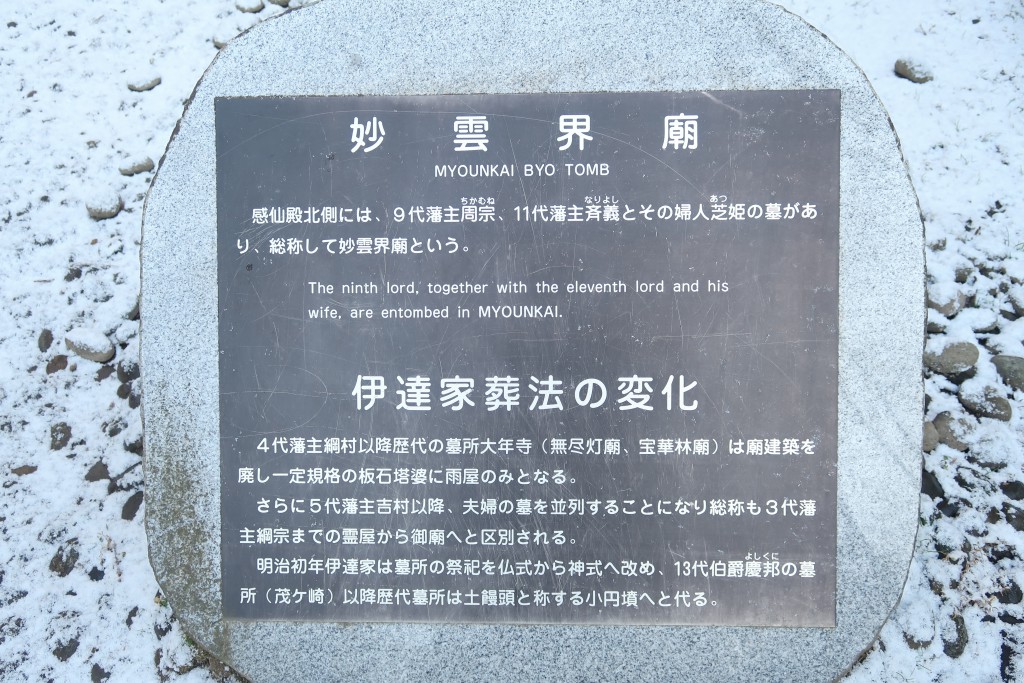 妙雲界廟
MYOUNKAI BYO TOMB
感仙殿北側には、9代藩主周宗、11代藩主斉義とその婦人芝姫の墓があ
り、総称して妙雲界廟という。
The ninth lord, together with the eleventh lord and his
wife, are entombed in MYOUNKAI.
伊達家葬法の変化
4代藩主綱村以降歴代の墓所大年寺（無尽灯廟、宝華林廟）は廟建築を
廃し一定規格の板石塔婆に雨屋のみとなる。
さらに5代藩主吉村以降、夫婦の墓を並列することになり総称も3代藩
主綱宗までの霊屋から御廟へと区別される。
明治初年伊達家は墓所の祭祀を仏式から神式へ改め、13代伯爵慶邦の墓
所（茂ケ崎）以降歴代墓所は土饅頭と称する小円墳へと代る。